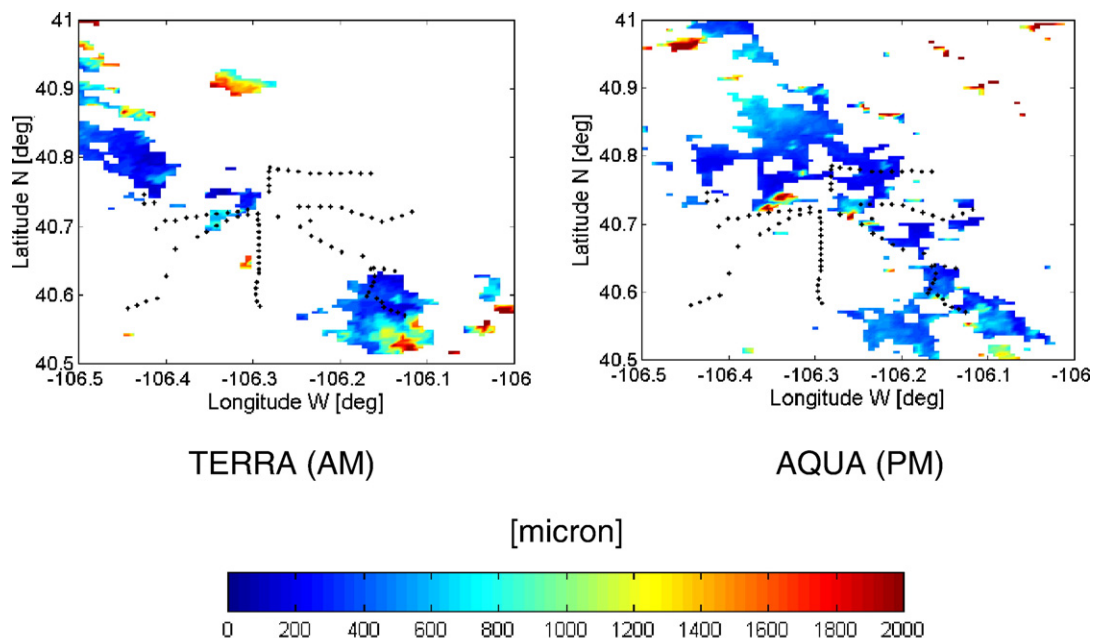 41
40.9
40.8
40.7
40.6
40.5
Latitude N [deg]
-106.5 -106.4 -106.3 -106.2 -106.1 -106
Longitude W [deg]
TERRA (AM)
41
40.9
40.8
40.7
40.6
40.5
Latitude N [deg]
-106.5 -106.4 -106.3 -106.2 -106.1 -106
Longitude W [deg]
AQUA (PM)
[micron]
0 200 400 600 800 1000 1200 1400 1600 1800 2000